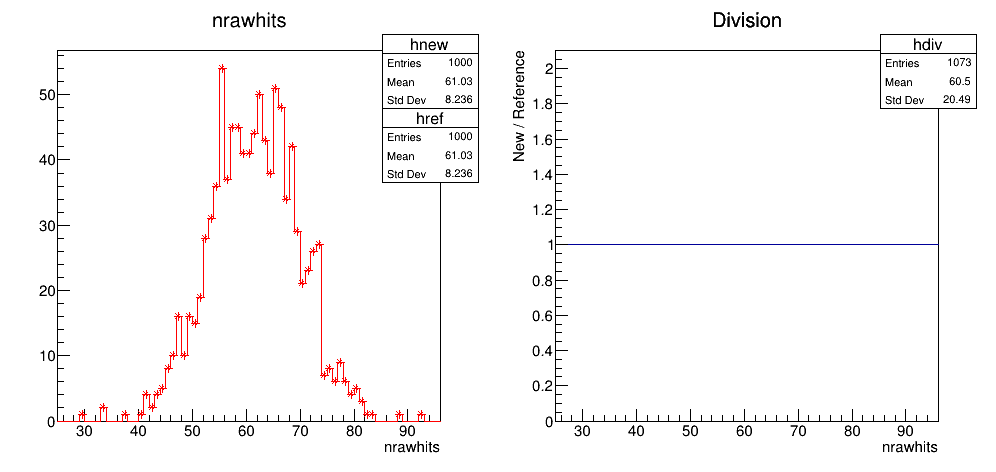 nrawhits
hnew
Entries 1000
Mean 61.03
Std Dev 8.236
href
Entries 1000
Mean 61.03
Std Dev 8.236
50
40
30
20
10
0
30 40 50 60 70 80 90
nrawhits
Division
hdiv
Entries 1073
Mean 60.5
Std Dev 20.49
New / Reference
2
1.8
1.6
1.4
1.2
1
0.8
0.6
0.4
0.2
0
30 40 50 60 70 80 90
nrawhits